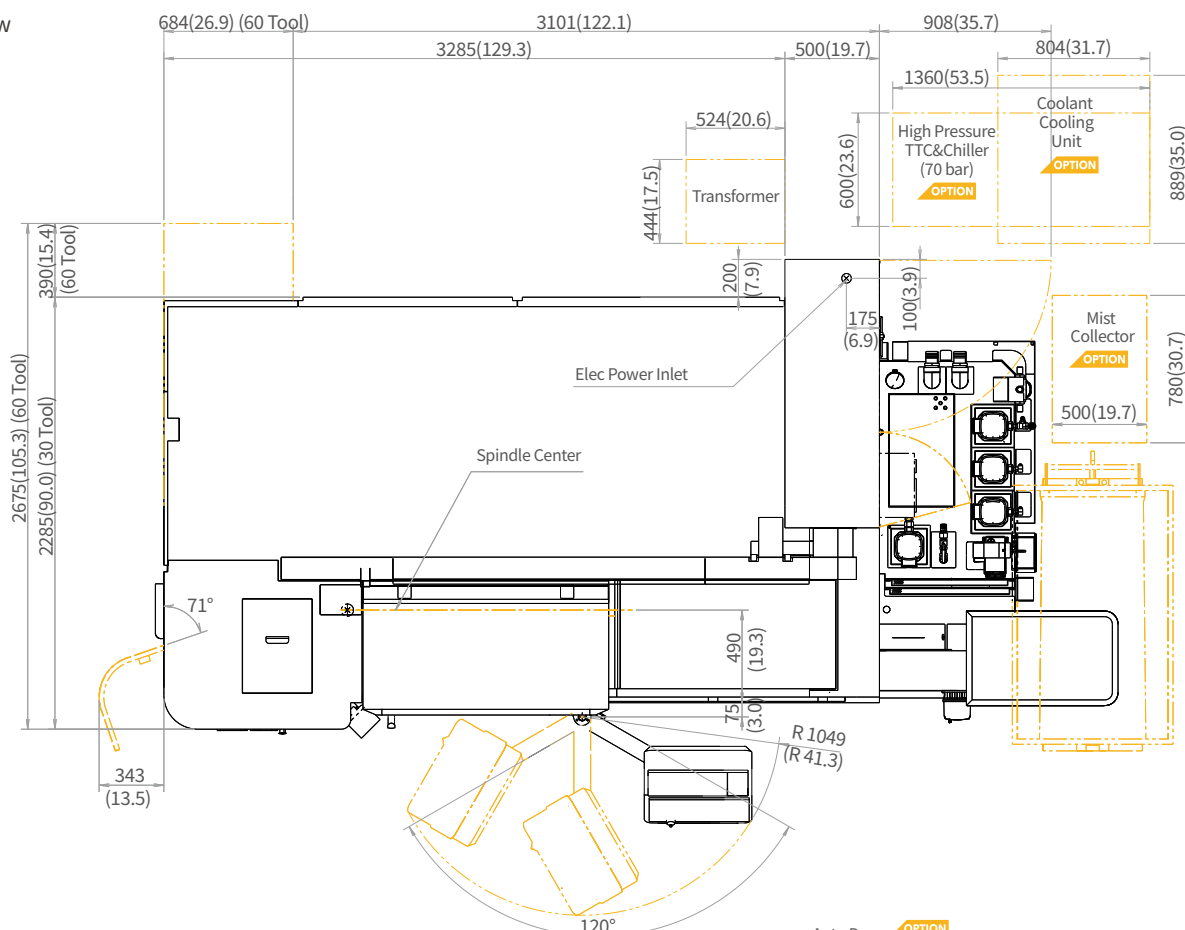 684(26.9) (60 Tool)
3101(122.1)
908(35.7)
3285(129.3)
500(19.7)
804(31.7)
1360(53.5)
524(20.6)
Coolant
Cooling
Unit
OPTION
High Pressure
TTC&Chiller
(70 bar)
OPTION
600(23.6)
889(35.0)
444(17.5)
Transformer
390(15.4)
(60 Tool)
200
(7.9)
100(3.9)
175
(6.9)
Mist
Collector
OPTION
780(30.7)
500(19.7)
Elec Power Inlet
Spindle Center
2675(105.3) (60 Tool)
2285(90.0) (30 Tool)
71°
490
(19.3)
75
(3.0)
R 1049
(R 41.3)
343
(13.5)
120°
OPTION